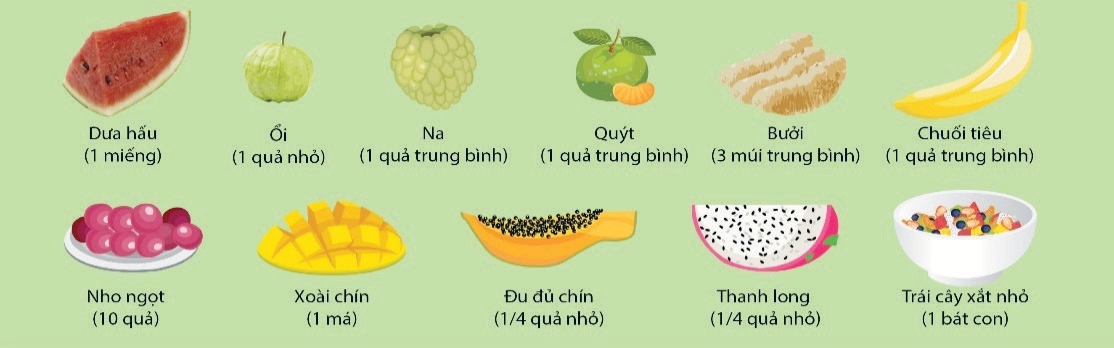 Dưa hấu
(1 miếng)
Ổi
(1 quả nhỏ)
Na
(1 quả trung bình)
Quýt
(1 quả trung bình)
Bưởi
(3 múi trung bình)
Chuối tiêu
(1 quả trung bình)
Nho ngọt
(10 quả)
Xoài chín
(1 má)
Đu đủ chín
(1/4 quả nhỏ)
Thanh long
(1/4 quả nhỏ)
Trái cây xắt nhỏ
(1 bát con)